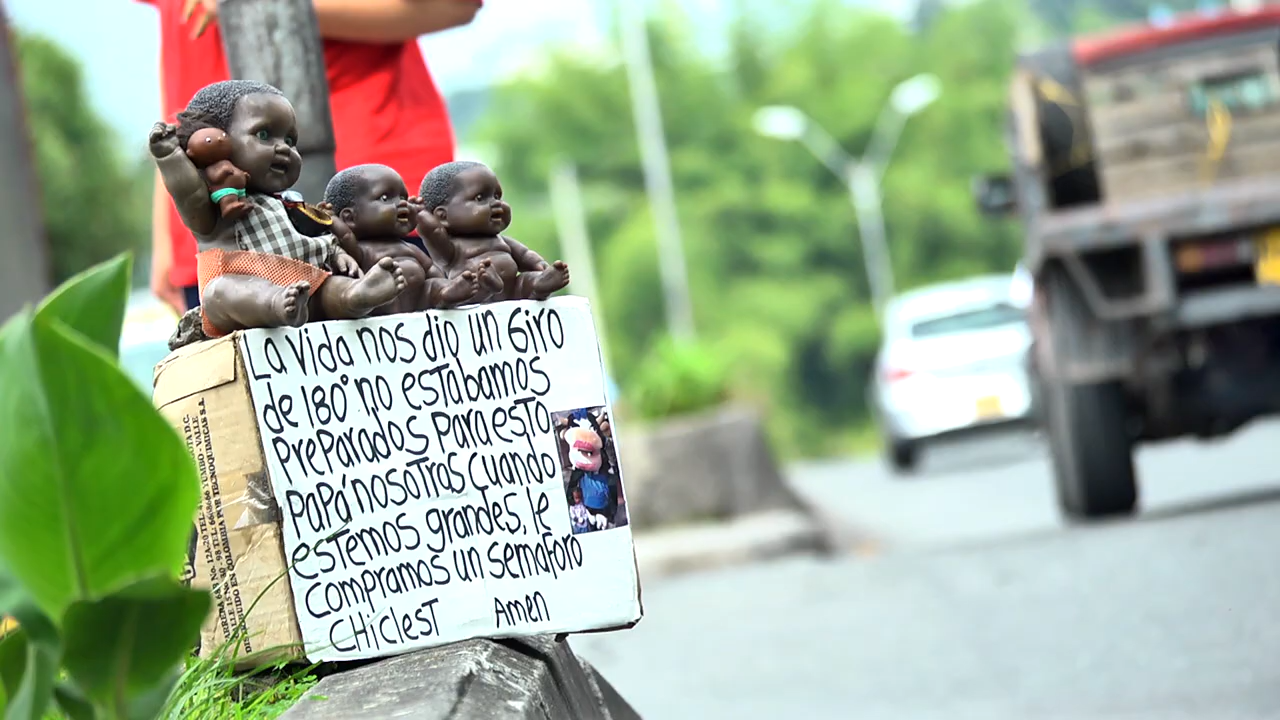 LA Vida nos dio un Giro
de 180° no ESTABAMOS
PrePARAdos PArA esTo
PAPÁ nosoTrAs CuAndo
esTemos grAndes, le
comprAmos un semAforo
CHiclesT Amen